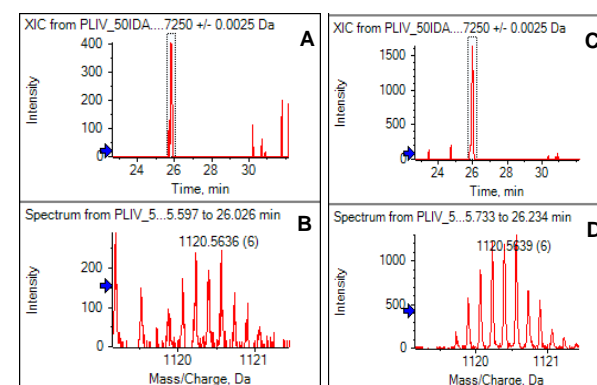 XIC from PLIV_50IDA....7250 +/- 0.0025 Da
A
400
300
200
100
0
Intensity
24 26 28 30
Time, min
Spectrum from PLIV_5...5.597 to 26.026 min
B
1120.5636 (6)
200
100
0
Intensity
1120 1121
Mass/Charge, Da
XIC from PLIV_50IDA....7250 +/- 0.0025 Da
C
1500
1000
500
0
Intensity
24 26 28 30
Time, min
Spectrum from PLIV_5...5.733 to 26.234 min
D
1120.5639 (6)
1000
500
0
Intensity
1120 1121
Mass/Charge, Da